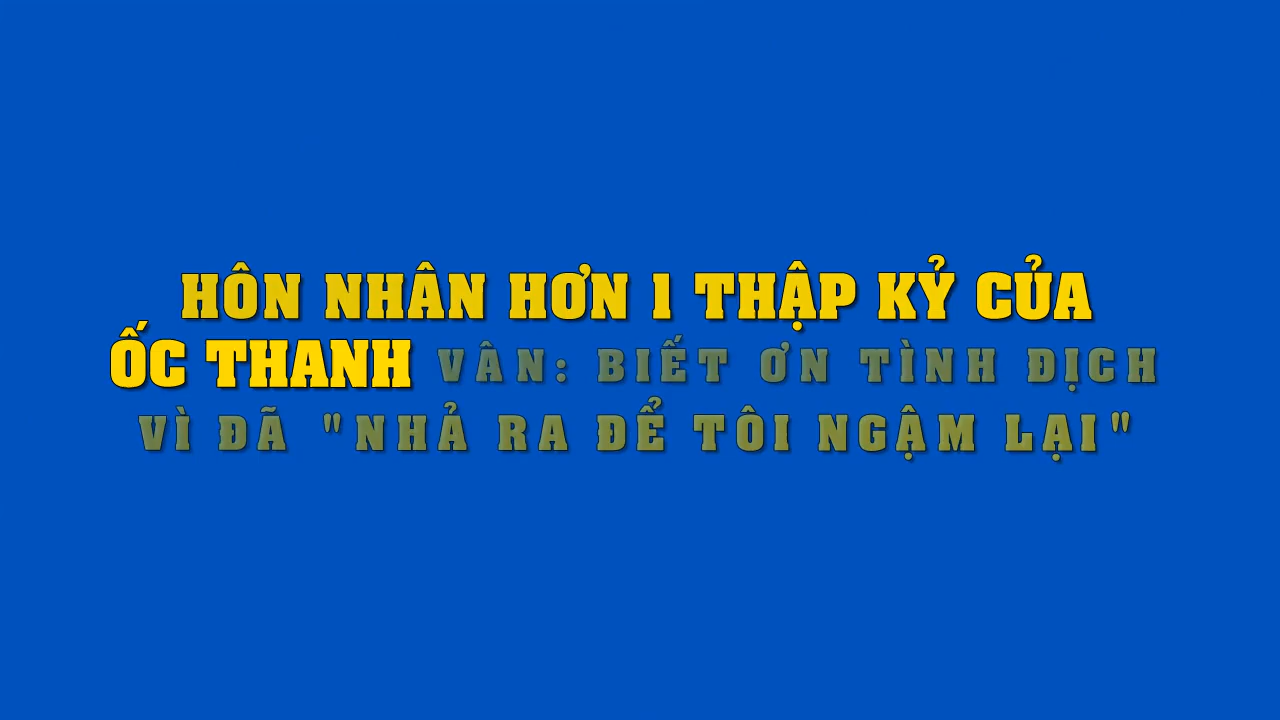 HÔN NHÂN HƠN 1 THẬP KỶ CỦA
ỐC THANH VÂN: BIẾT ƠN TÌNH ĐỊCH
VÌ ĐÃ "NHẢ RA ĐỂ TÔI NGẬM LẠI"